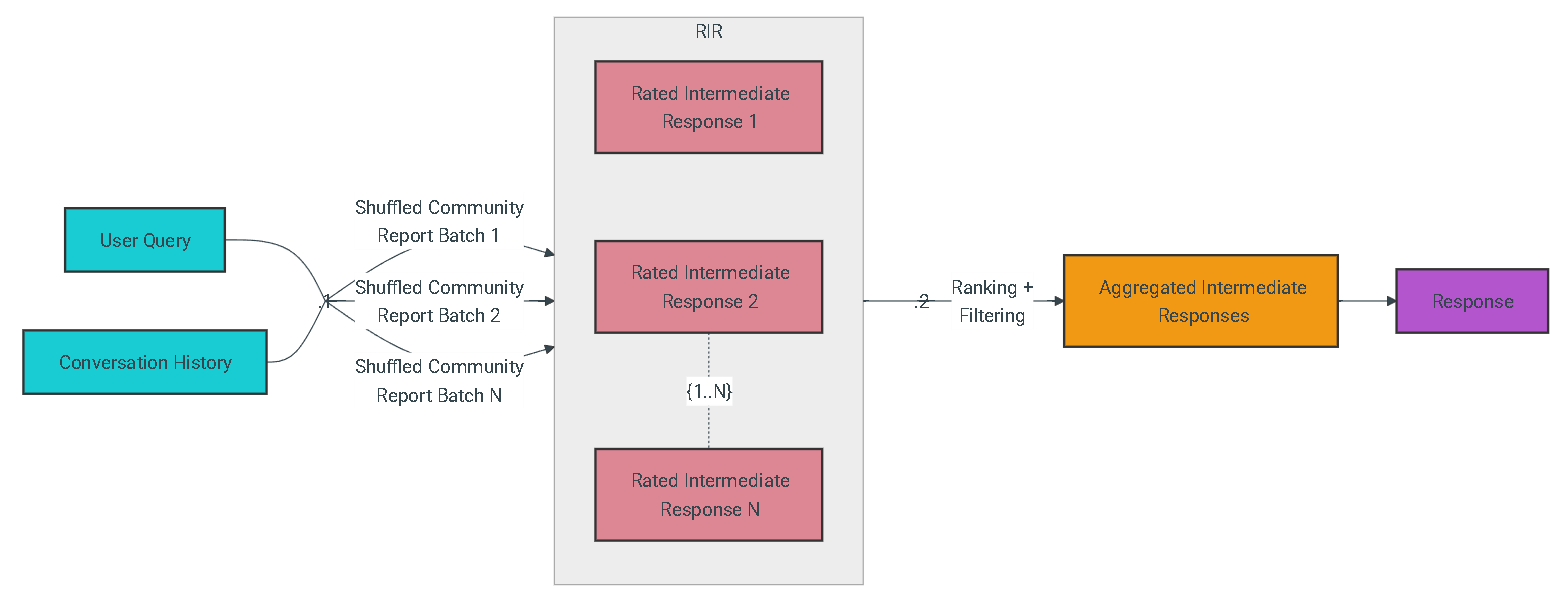 RIR
Rated Intermediate
Response 1
User Query
Conversation History
.1
Shuffled Community
Report Batch 1
Shuffled Community
Report Batch 2
Shuffled Community
Report Batch N
Rated Intermediate
Response 2
{1..N}
Rated Intermediate
Response N
.2
Ranking +
Filtering
Aggregated Intermediate
Responses
Response